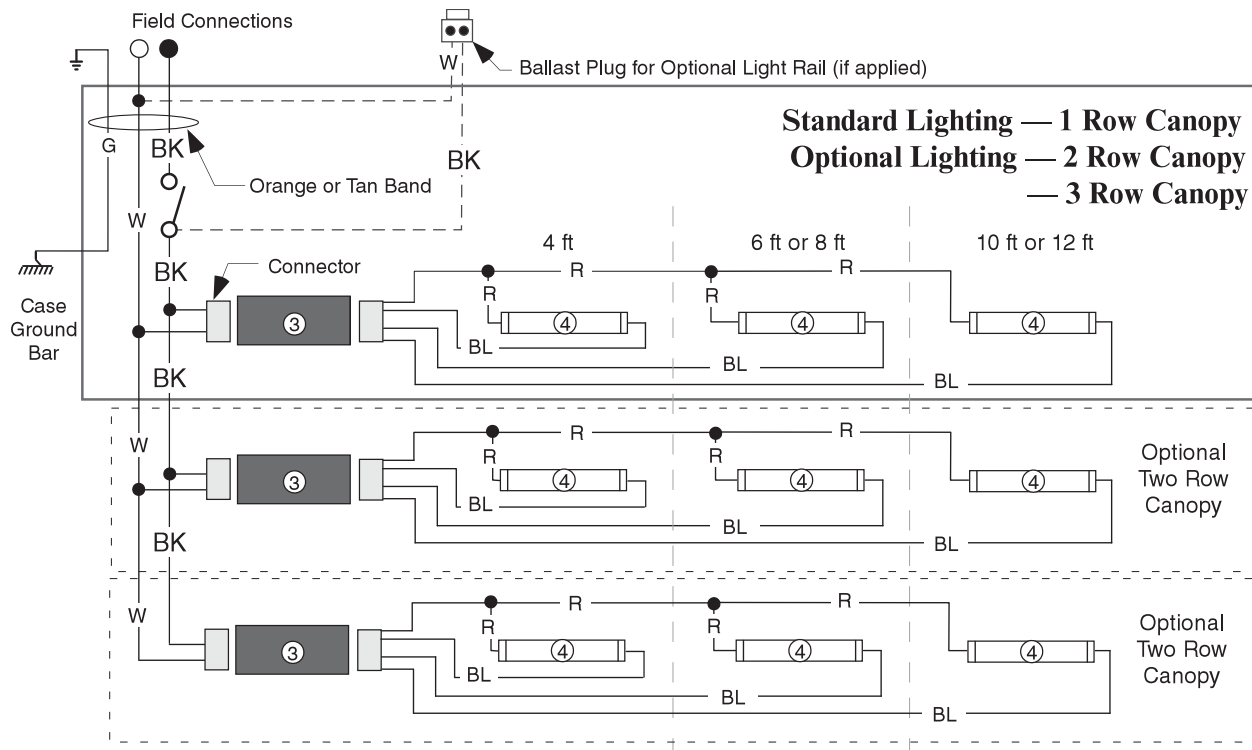 Field Connections
W
Ballast Plug for Optional Light Rail (if applied)
Standard Lighting — 1 Row Canopy
Optional Lighting — 2 Row Canopy
— 3 Row Canopy
G
BK
BK
Orange or Tan Band
W
4 ft
6 ft or 8 ft
10 ft or 12 ft
BK
Connector
R
R
R
R
Case
Ground
Bar
3
4
4
4
BL
BL
BL
BK
W
R
R
R
R
3
4
4
4
BL
BL
BL
Optional
Two Row
Canopy
BK
W
R
R
R
R
3
4
4
4
BL
BL
BL
Optional
Two Row
Canopy